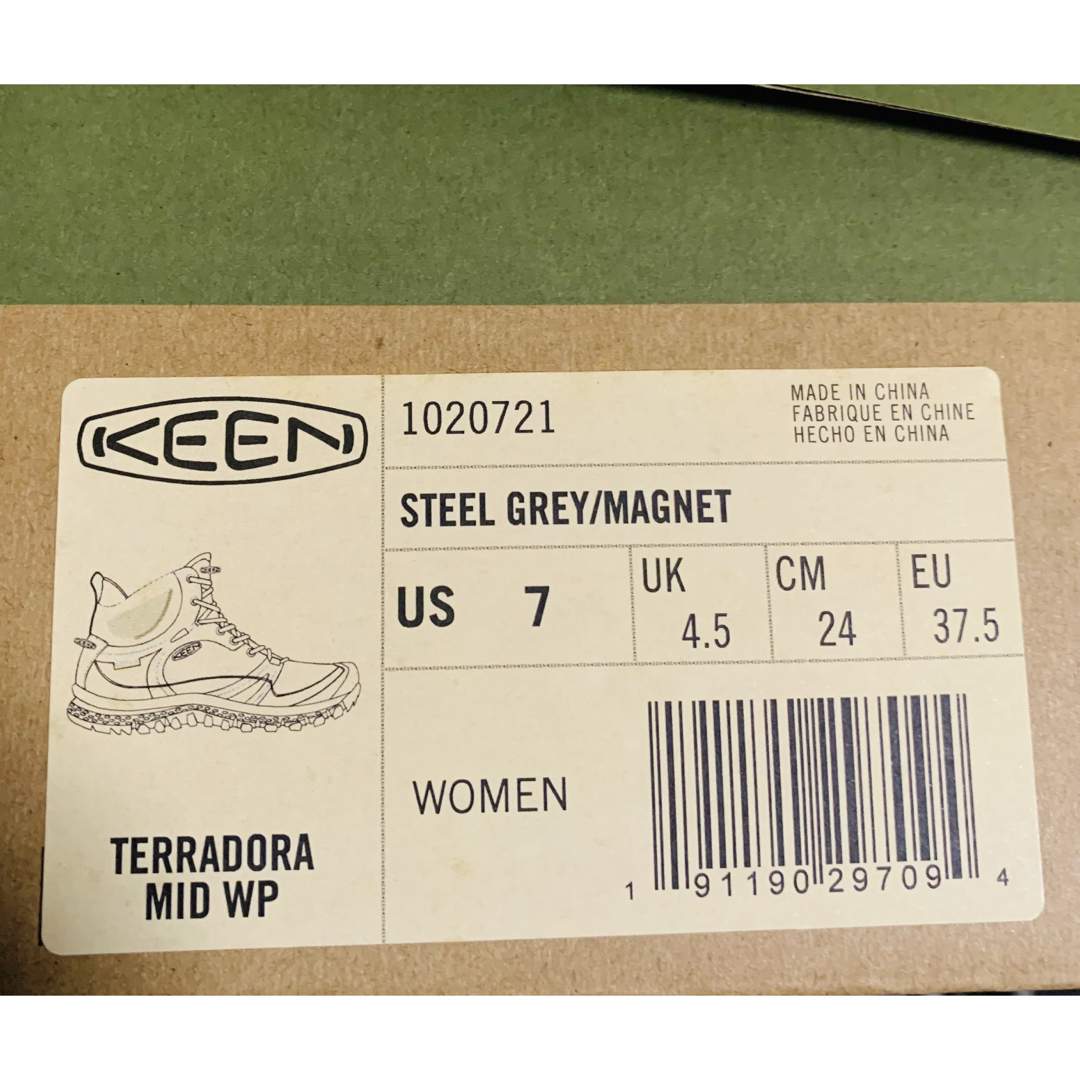 KEEN
1020721
MADE IN CHINA
FABRIQUE EN CHINE
HECHO EN CHINA
STEEL GREY/MAGNET
US 7
UK 4.5
CM 24
EU 37.5
KEEN
TERRADORA
MID WP
WOMEN
1 91190 29709 4